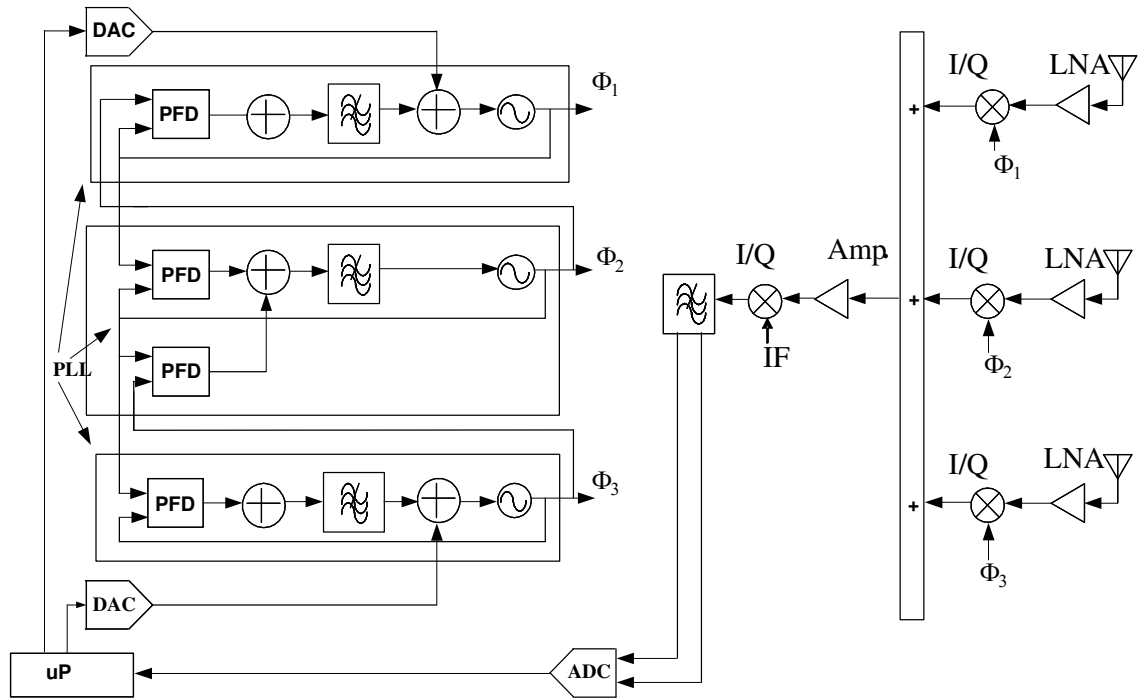 DAC
PFD
Φ1
PFD
Φ2
PFD
PLL
PFD
Φ3
DAC
uP
ADC
I/Q
IF
Amp.
+
I/Q
LNA
Φ1
+
I/Q
LNA
Φ2
+
I/Q
LNA
Φ3